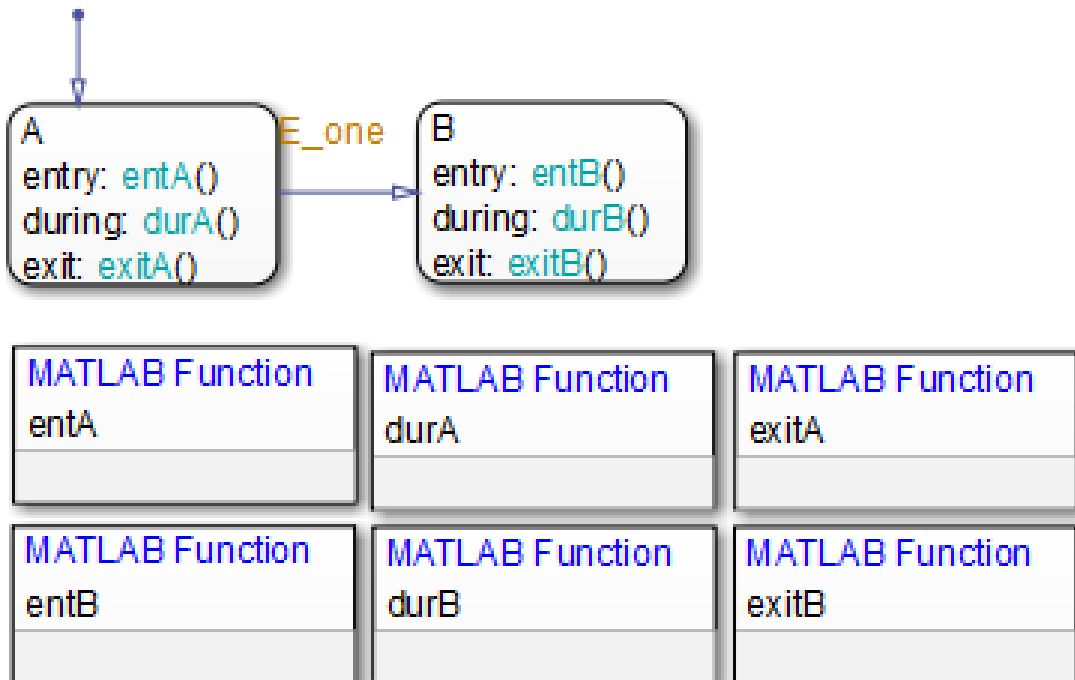 A
entry: entA()
during: durA()
exit: exitA()
E_one
B
entry: entB()
during: durB()
exit: exitB()
MATLAB Function
entA
MATLAB Function
durA
MATLAB Function
exitA
MATLAB Function
entB
MATLAB Function
durB
MATLAB Function
exitB